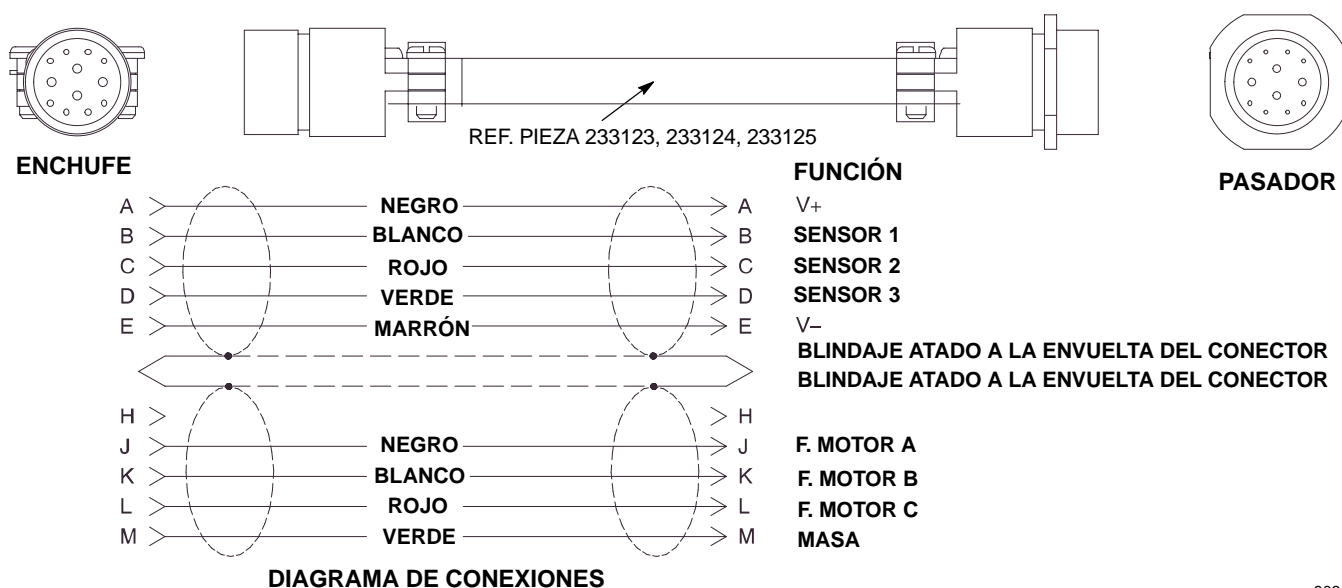 REF. PIEZA 233123, 233124, 233125
ENCHUFE
FUNCIÓN
PASADOR
A NEGRO A V+
B BLANCO B SENSOR 1
C ROJO C SENSOR 2
D VERDE D SENSOR 3
E MARRÓN E V–
BLINDAJE ATADO A LA ENVUELTA DEL CONECTOR
BLINDAJE ATADO A LA ENVUELTA DEL CONECTOR
H H
J NEGRO J F. MOTOR A
K BLANCO K F. MOTOR B
L ROJO L F. MOTOR C
M VERDE M MASA
DIAGRAMA DE CONEXIONES